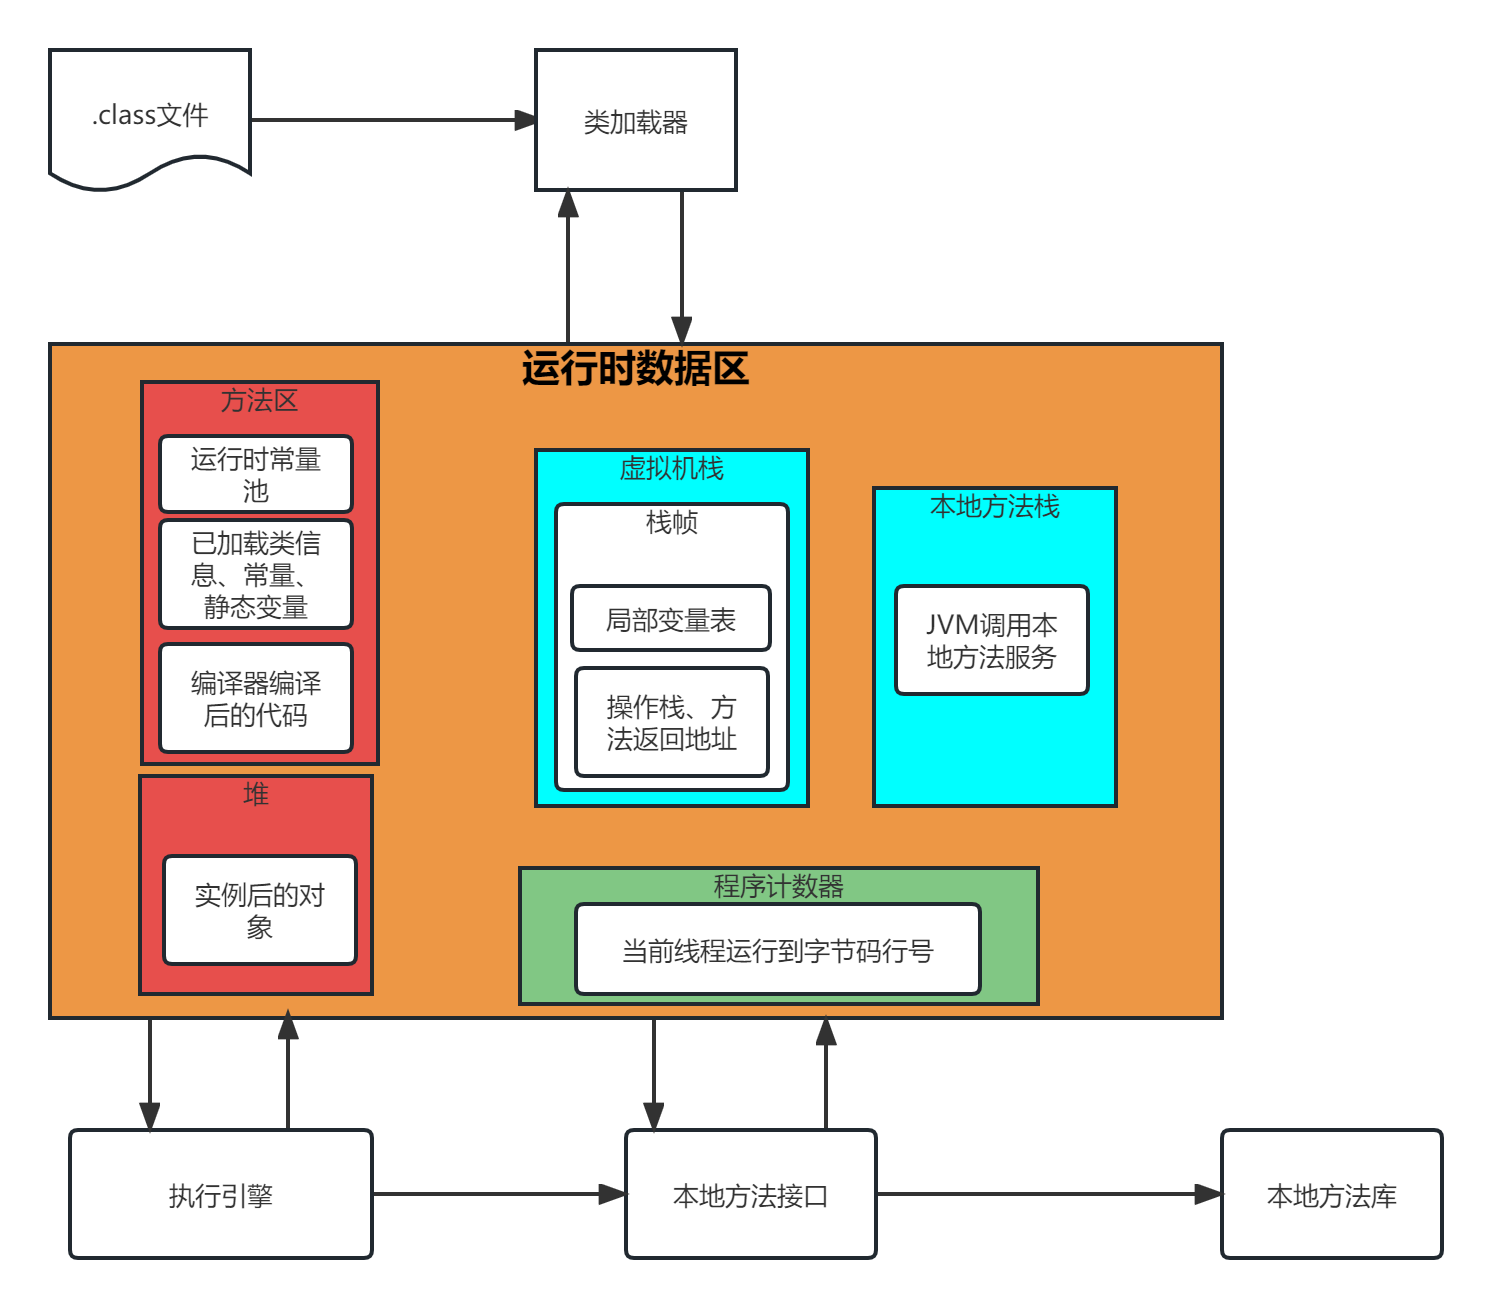 .class文件
类加载器
运行时数据区
方法区
运行时常量
池
已加载类信
息、常量、
静态变量
编译器编译
后的代码
堆
实例后的对
象
虚拟机栈
栈帧
局部变量表
操作栈、方
法返回地址
本地方法栈
JVM调用本
地方法服务
程序计数器
当前线程运行到字节码行号
执行引擎
本地方法接口
本地方法库